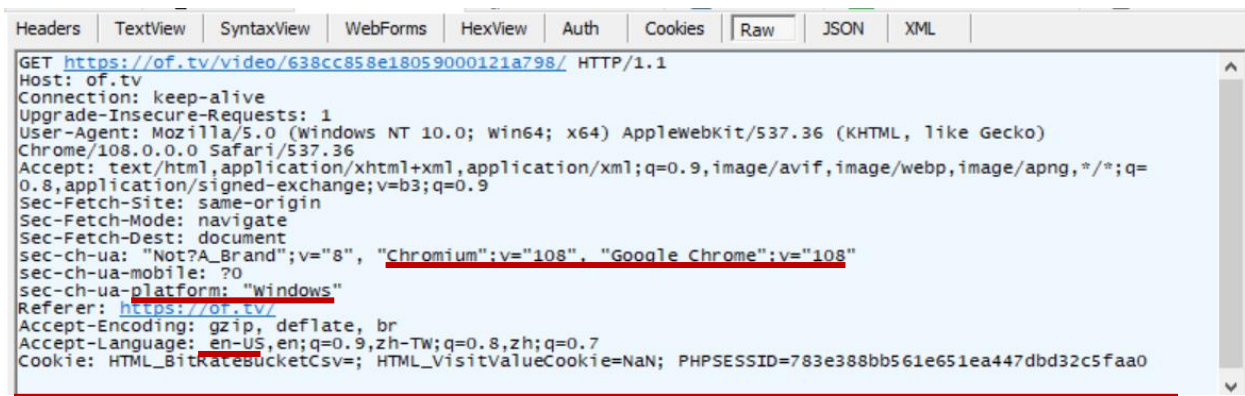 Headers TextView SyntaxView WebForms HexView Auth Cookies Raw JSON XML
GET https://of.tv/video/638cc858e18059000121a798/ HTTP/1.1
Host: of.tv
Connection: keep-alive
Upgrade-Insecure-Requests: 1
User-Agent: Mozilla/5.0 (Windows NT 10.0; Win64; x64) AppleWebKit/537.36 (KHTML, like Gecko)
Chrome/108.0.0.0 Safari/537.36
Accept: text/html,application/xhtml+xml,application/xml;q=0.9,image/avif,image/webp,image/apng,*/*;q=
0.8,application/signed-exchange;v=b3;q=0.9
Sec-Fetch-Site: same-origin
Sec-Fetch-Mode: navigate
Sec-Fetch-Dest: document
sec-ch-ua: "Not?A_Brand";v="8", "Chromium";v="108", "Google Chrome";v="108"
sec-ch-ua-mobile: ?0
sec-ch-ua-platform: "Windows"
Referer: https://of.tv/
Accept-Encoding: gzip, deflate, br
Accept-Language: en-US,en;q=0.9,zh-TW;q=0.8,zh;q=0.7
Cookie: HTML_BitRateBucketCsv=; HTML_VisitValueCookie=NaN; PHPSESSID=783e388bb561e651ea447dbd32c5faa0